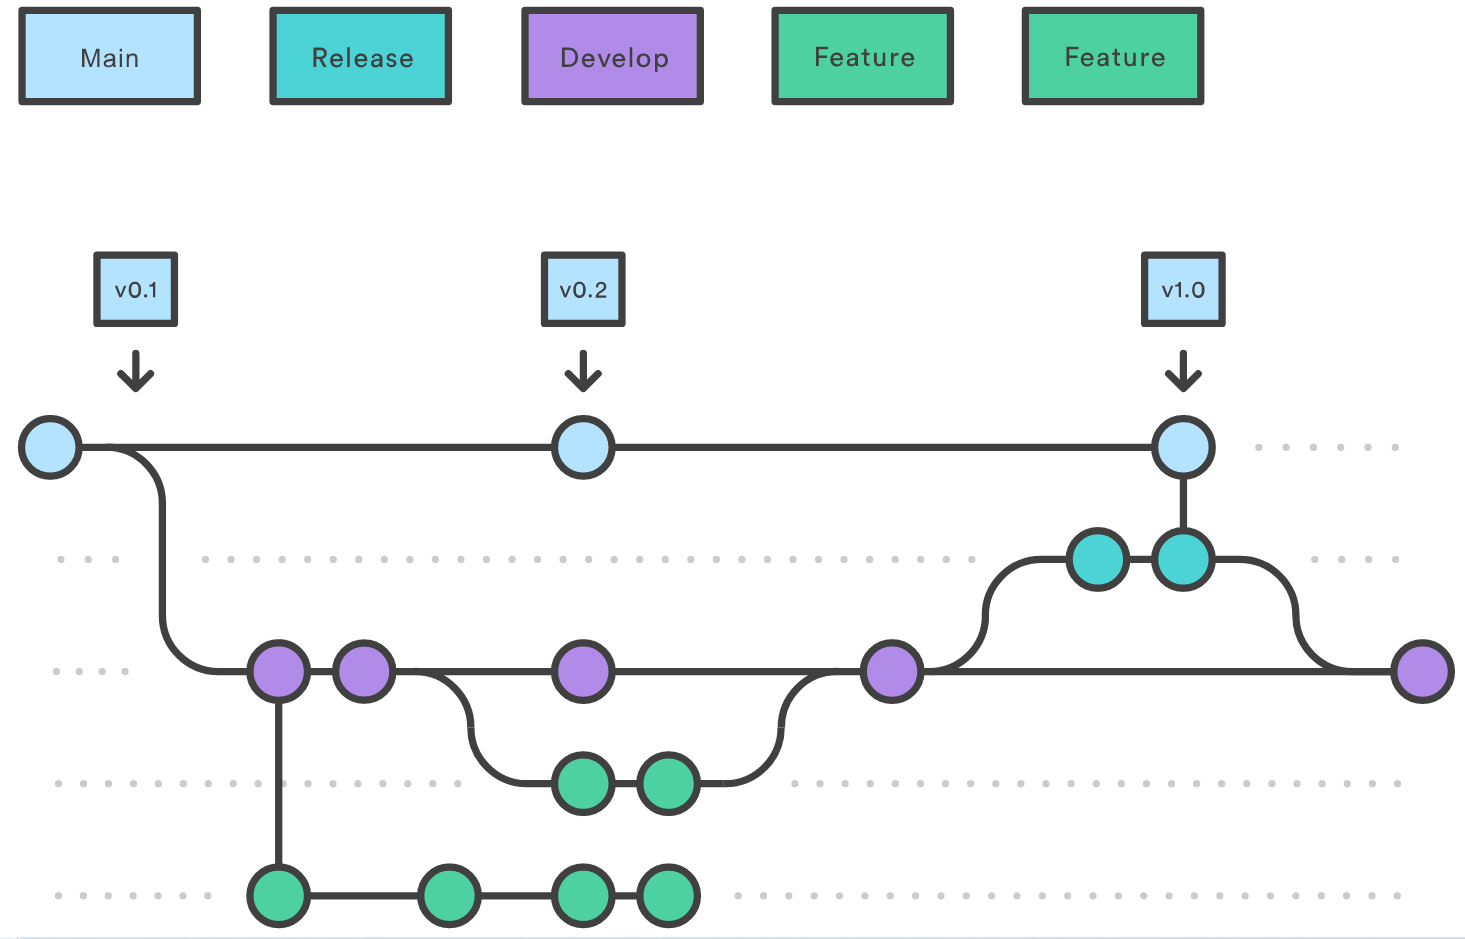 Main
Release
Develop
Feature
Feature
v0.1
v0.2
v1.0